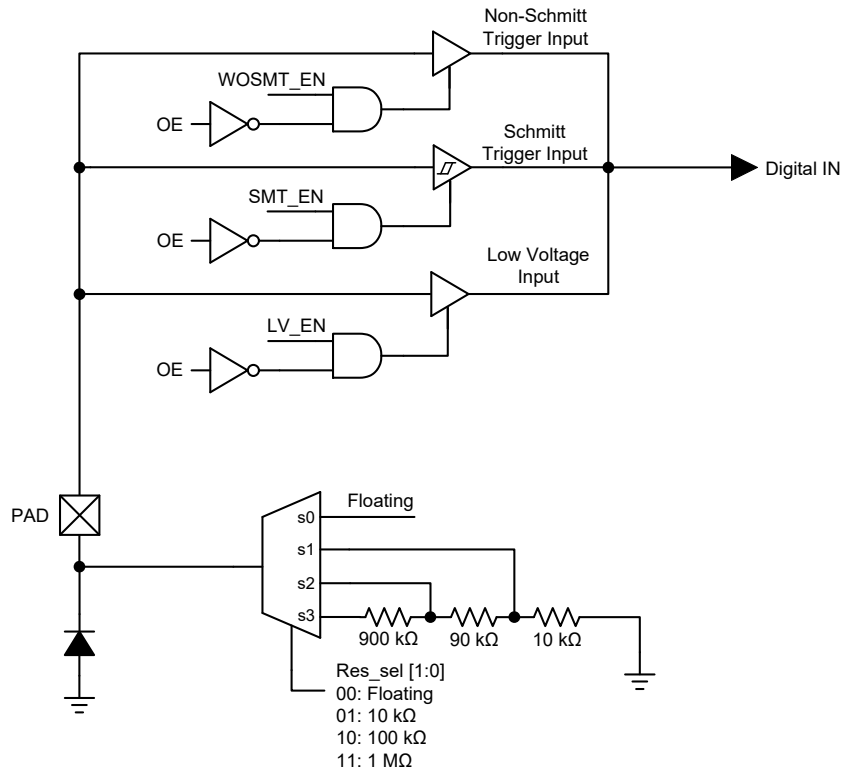 Non-Schmitt
Trigger Input
WOSMT_EN
OE
Schmitt
Trigger Input
Digital IN
SMT_EN
OE
Low Voltage
Input
LV_EN
OE
PAD
Floating
s0
s1
s2
s3
900 kΩ
90 kΩ
10 kΩ
Res_sel [1:0]
00: Floating
01: 10 kΩ
10: 100 kΩ
11: 1 MΩ